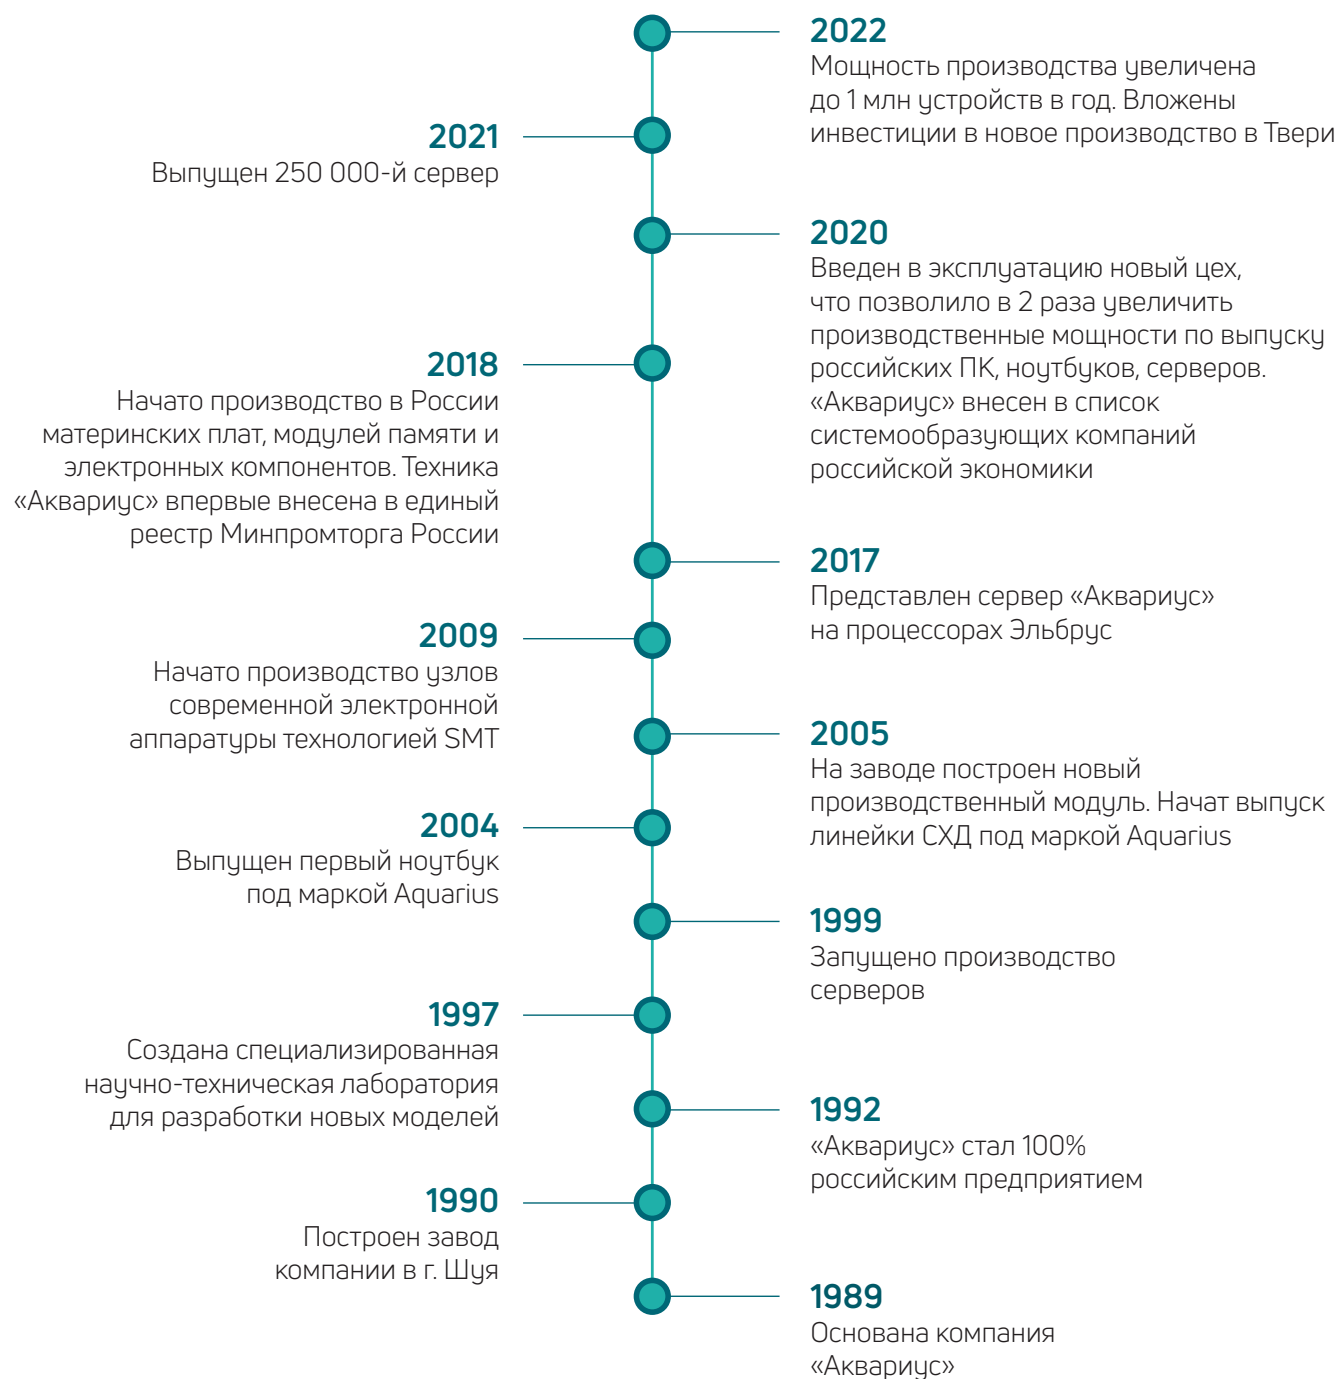 2022
Мощность производства увеличена
до 1 млн устройств в год. Вложены
инвестиции в новое производство в Твери
2021
Выпущен 250 000-й сервер
2020
Введен в эксплуатацию новый цех,
что позволило в 2 раза увеличить
производственные мощности по выпуску
российских ПК, ноутбуков, серверов.
«Аквариус» внесен в список
системообразующих компаний
российской экономики
2018
Начато производство в России
материнских плат, модулей памяти и
электронных компонентов. Техника
«Аквариус» впервые внесена в единый
реестр Минпромторга России
2017
Представлен сервер «Аквариус»
на процессорах Эльбрус
2009
Начато производство узлов
современной электронной
аппаратуры технологией SMT
2005
На заводе построен новый
производственный модуль. Начат выпуск
линейки СХД под маркой Aquarius
2004
Выпущен первый ноутбук
под маркой Aquarius
1999
Запущено производство
серверов
1997
Создана специализированная
научно-техническая лаборатория
для разработки новых моделей
1992
«Аквариус» стал 100%
российским предприятием
1990
Построен завод
компании в г. Шуя
1989
Основана компания
«Аквариус»